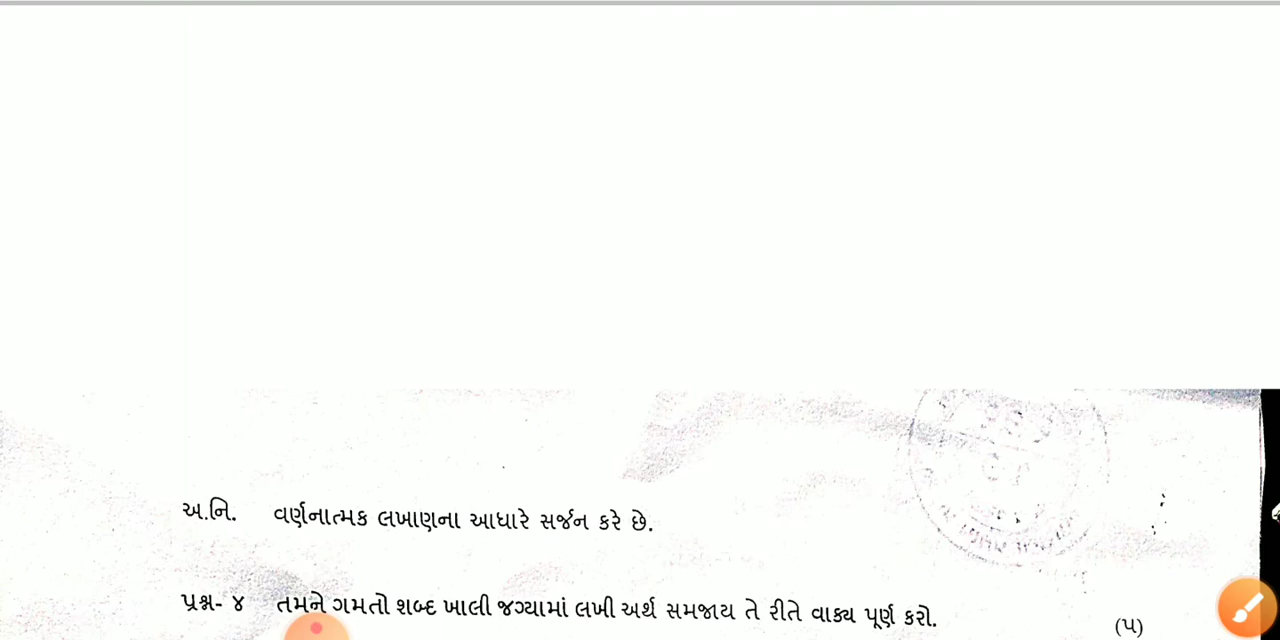 અ.નિ. વર્ણનાત્મક લખાણના આધારે સર્જન કરે છે.
પ્રશ્ન- ૪ તમને ગમતો શબ્દ ખાલી જગ્યામાં લખી અર્થ સમજાય તે રીતે વાક્ય પૂર્ણ કરો. (૫)